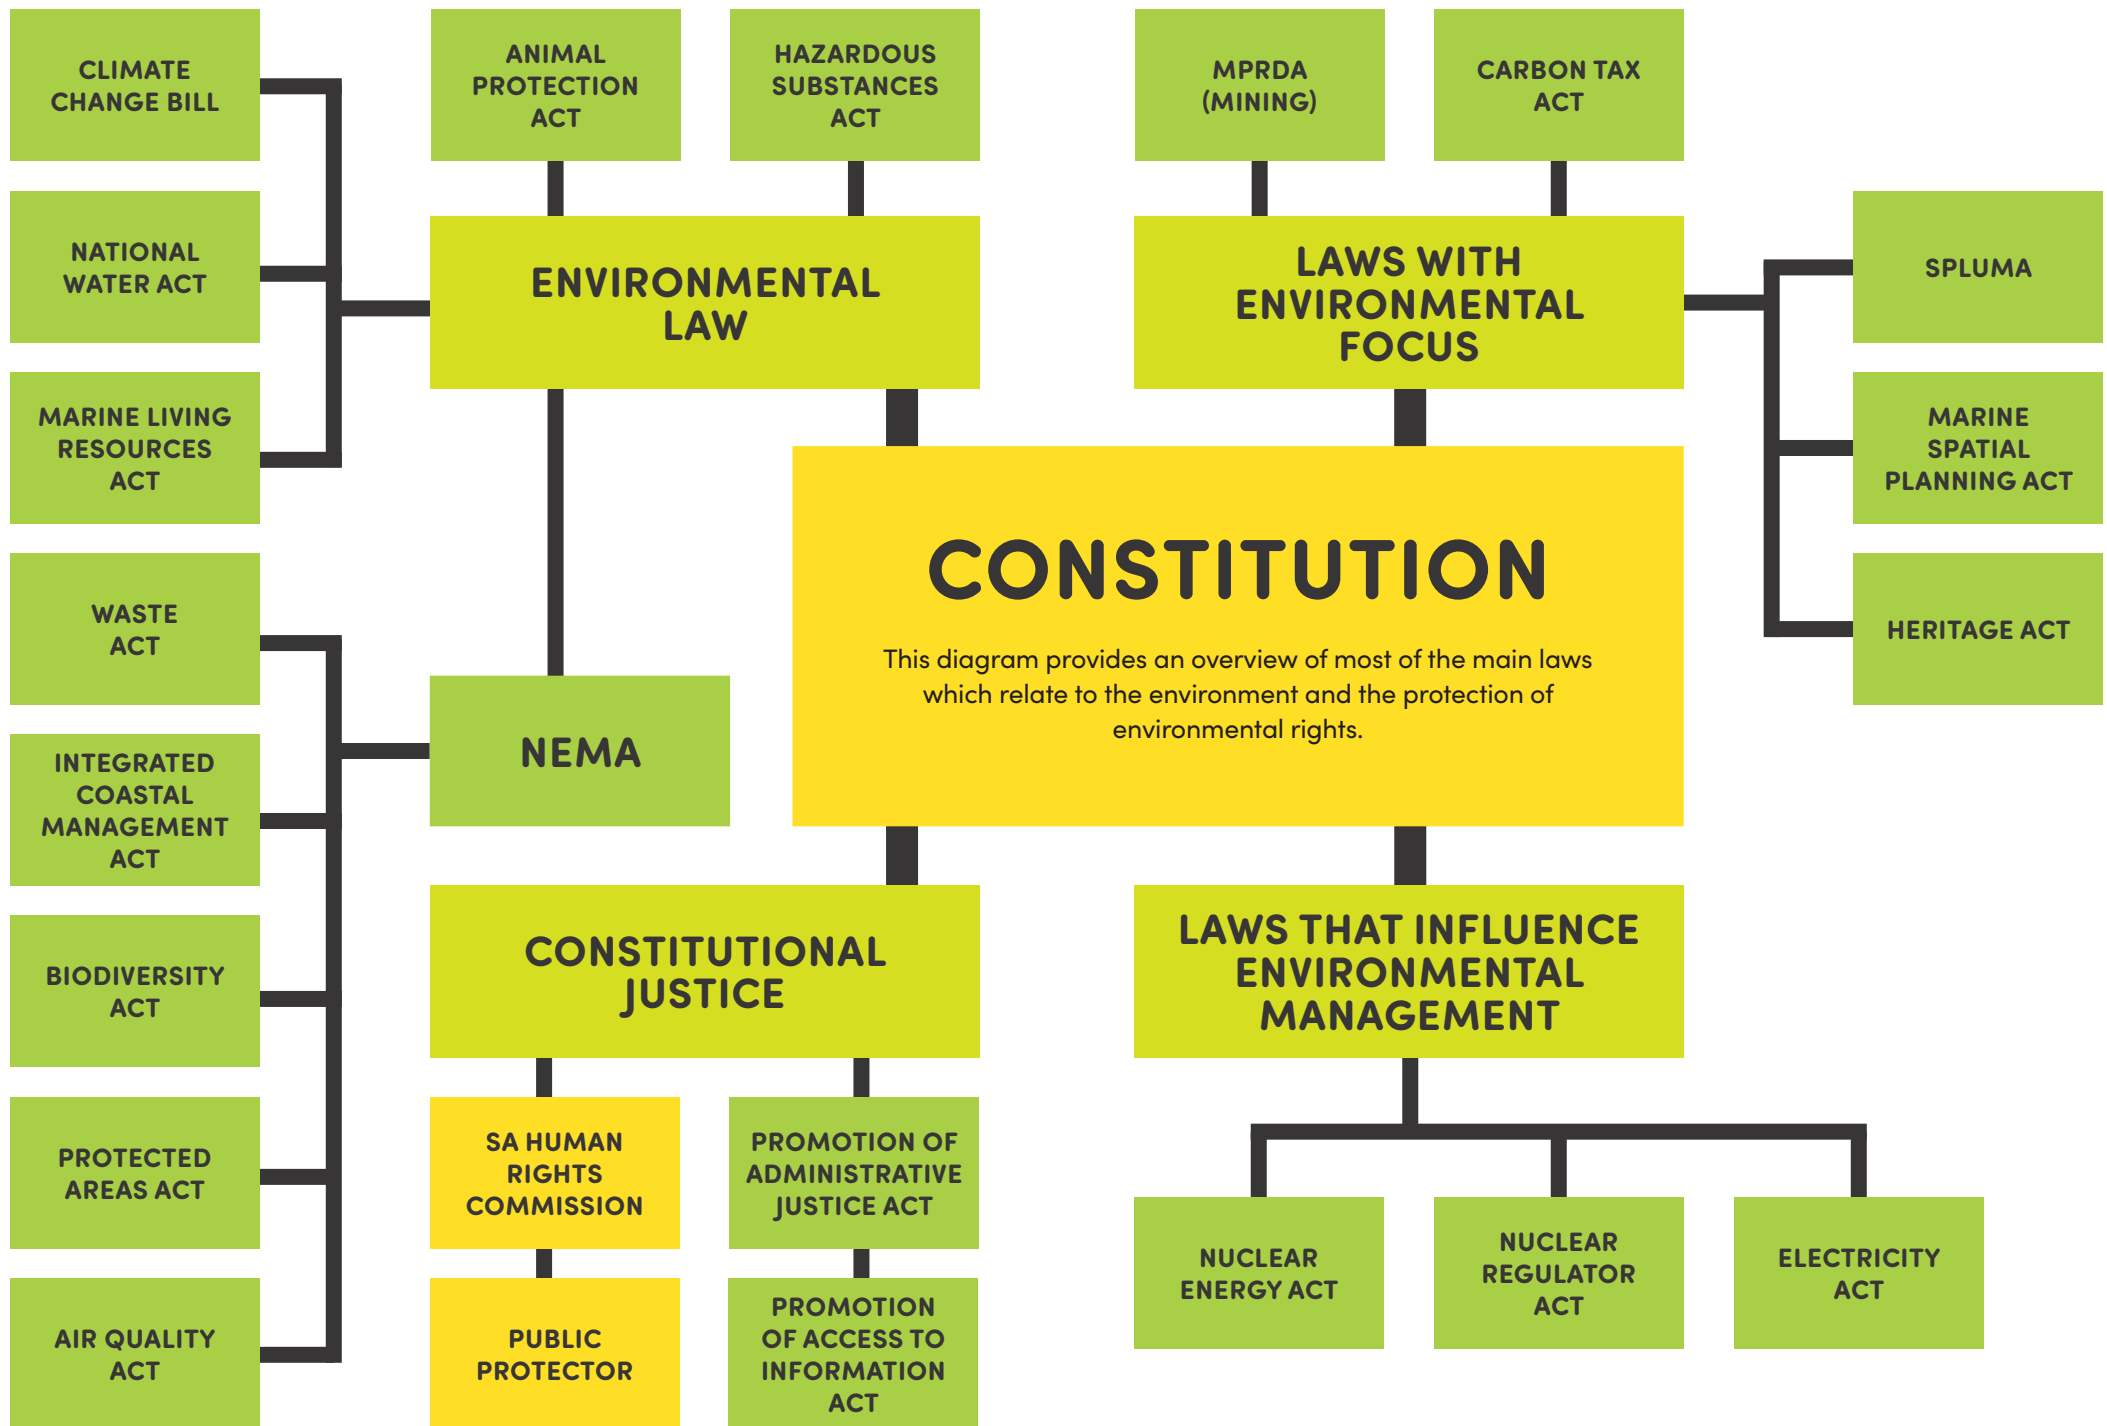 CLIMATE
CHANGE BILL
ANIMAL
PROTECTION
ACT
HAZARDOUS
SUBSTANCES
ACT
MPRDA
(MINING)
CARBON TAX
ACT
NATIONAL
WATER ACT
ENVIRONMENTAL
LAW
LAWS WITH
ENVIRONMENTAL
FOCUS
SPLUMA
MARINE LIVING
RESOURCES
ACT
MARINE
SPATIAL
PLANNING ACT
WASTE
ACT
CONSTITUTION
This diagram provides an overview of most of the main laws
which relate to the environment and the protection of
environmental rights.
HERITAGE ACT
NEMA
INTEGRATED
COASTAL
MANAGEMENT
ACT
BIODIVERSITY
ACT
CONSTITUTIONAL
JUSTICE
LAWS THAT INFLUENCE
ENVIRONMENTAL
MANAGEMENT
PROTECTED
AREAS ACT
SA HUMAN
RIGHTS
COMMISSION
PROMOTION OF
ADMINISTRATIVE
JUSTICE ACT
NUCLEAR
ENERGY ACT
NUCLEAR
REGULATOR
ACT
ELECTRICITY
ACT
AIR QUALITY
ACT
PUBLIC
PROTECTOR
PROMOTION
OF ACCESS TO
INFORMATION
ACT